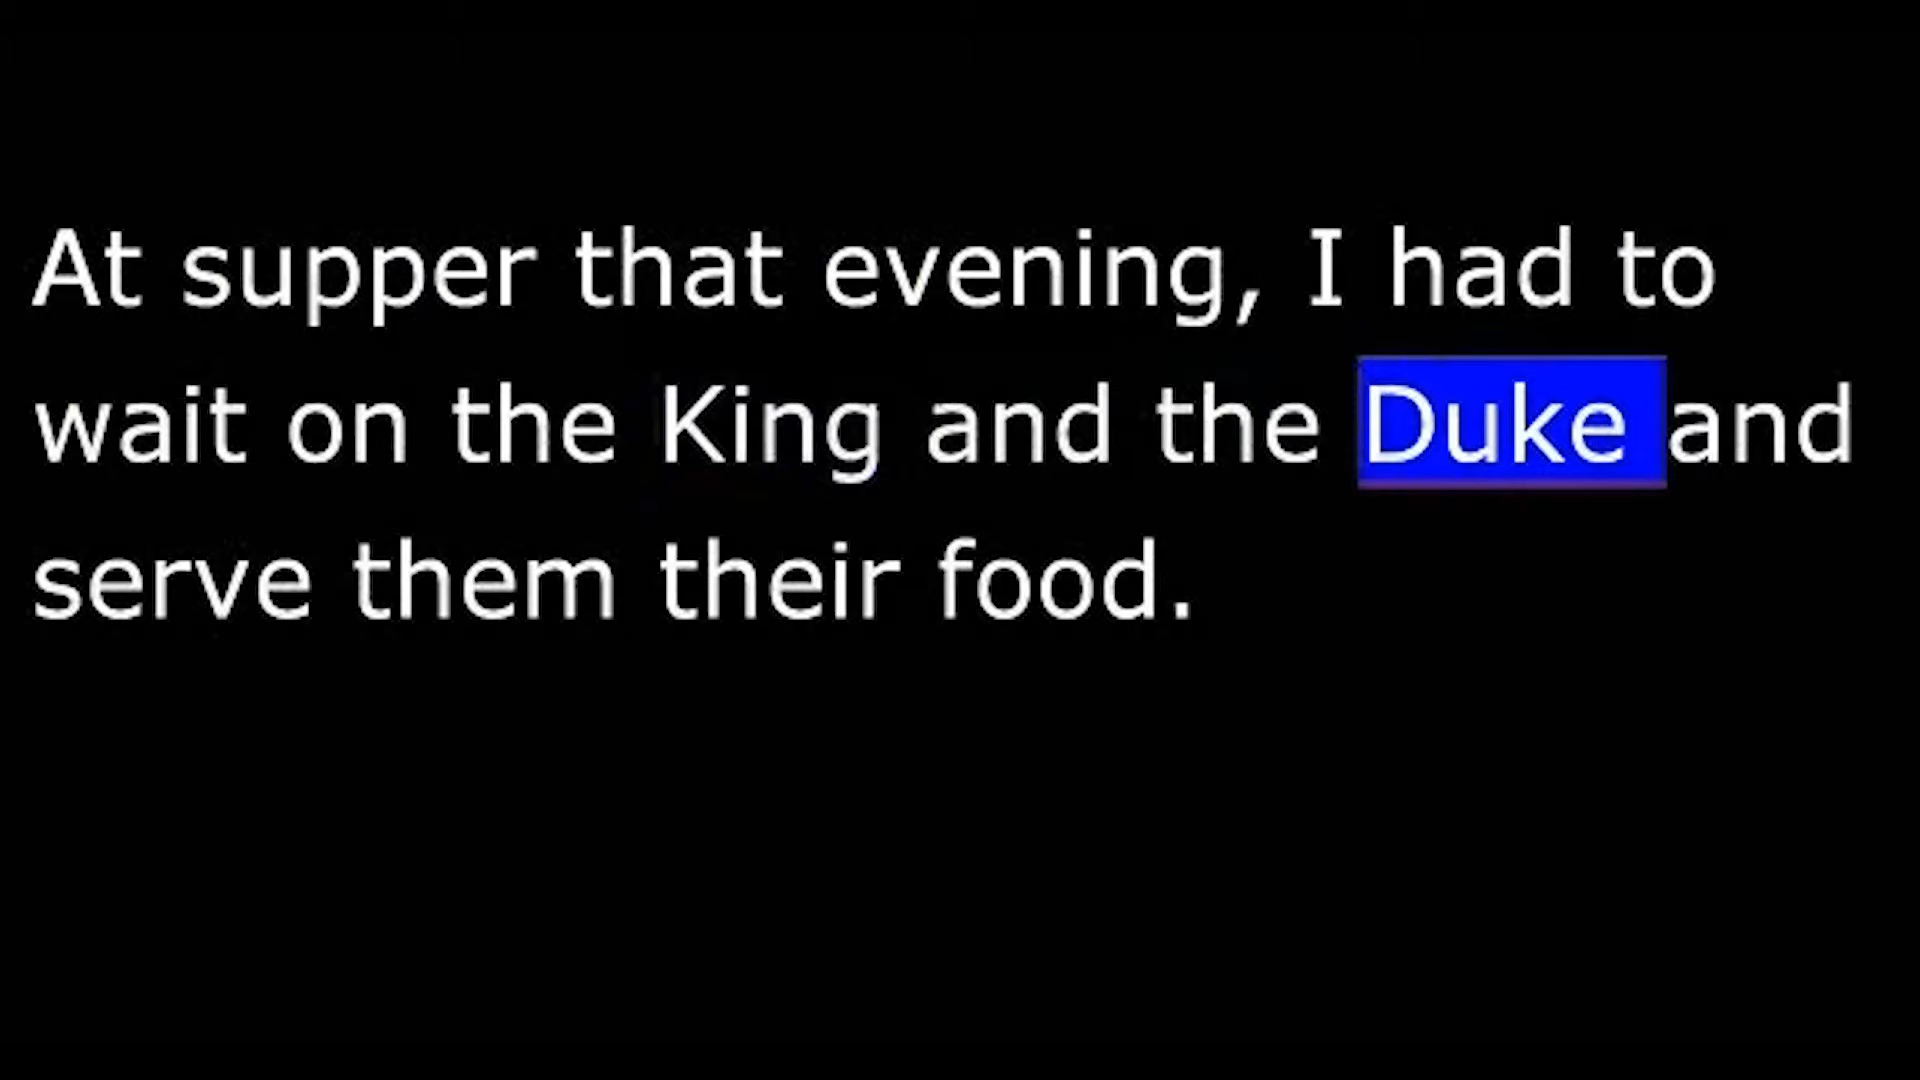 At supper that evening, I had to
wait on the King and the Duke and
serve them their food.